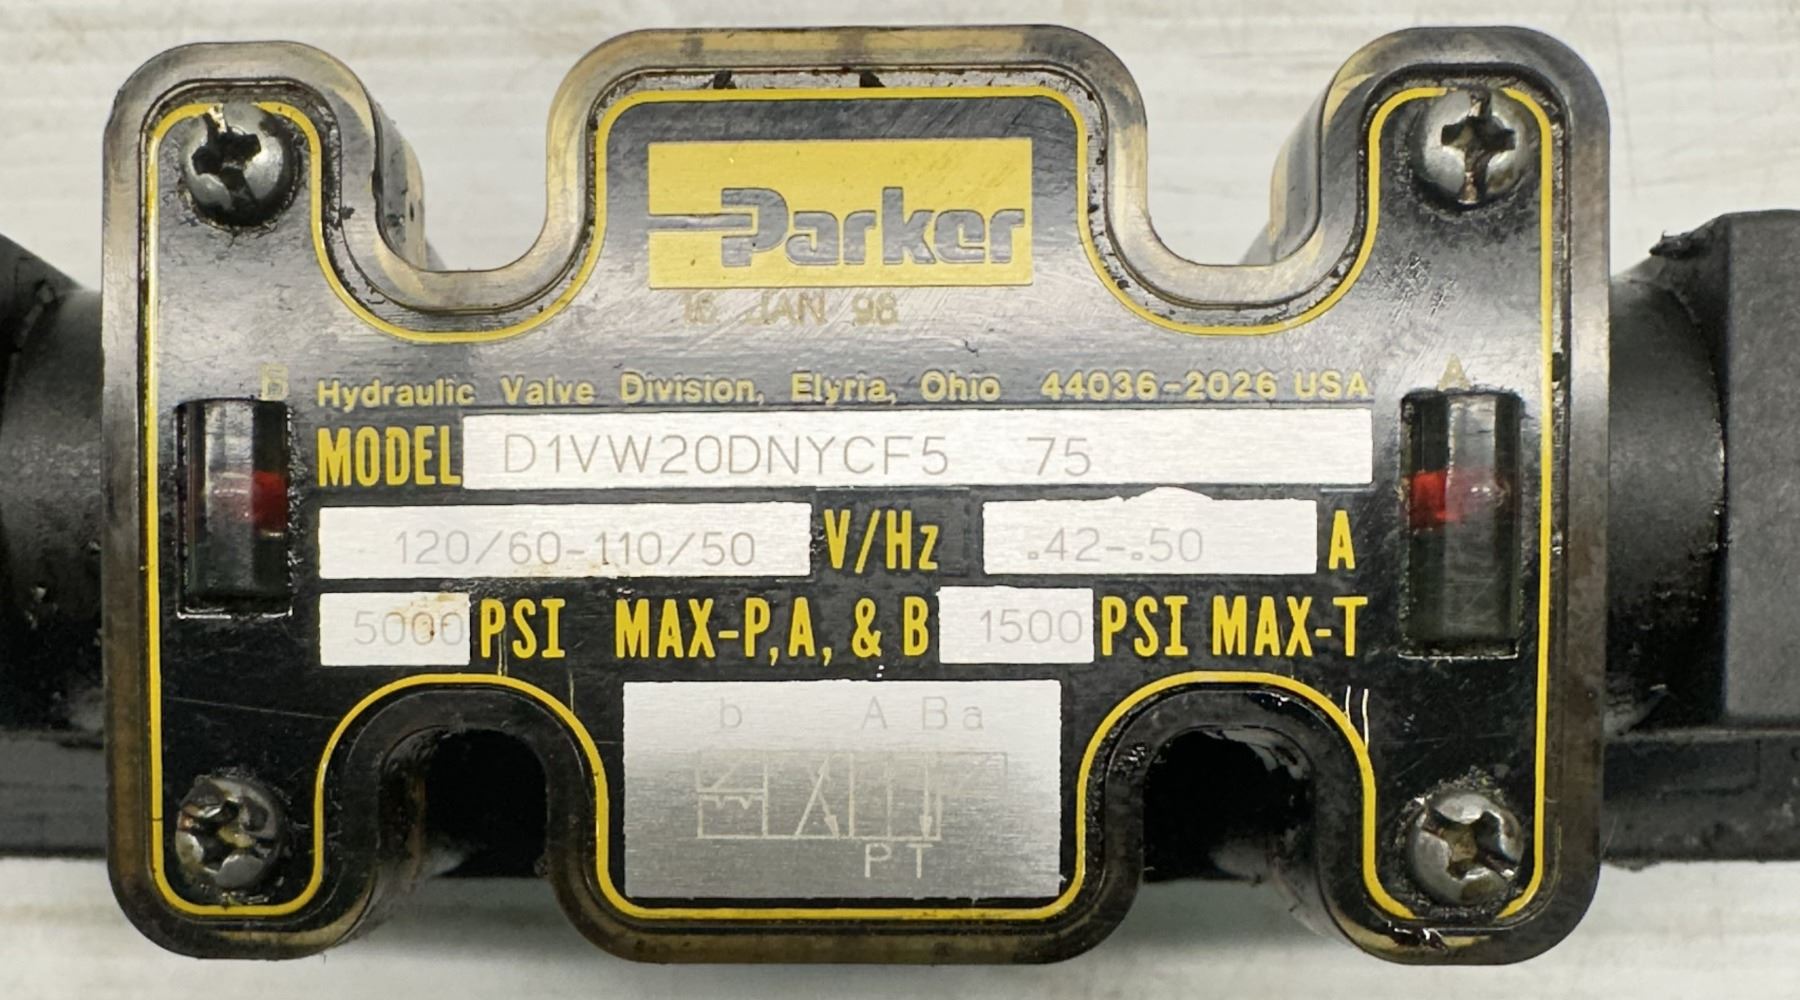 Parker
16 JAN 98
B A
Hydraulic Valve Division, Elyria, Ohio 44036-2026 USA
MODEL D1VW20DNYCF5 75
120/60-110/50 V/Hz .42-.50 A
5000 PSI MAX-P,A, & B 1500 PSI MAX-T
b A B a
P T